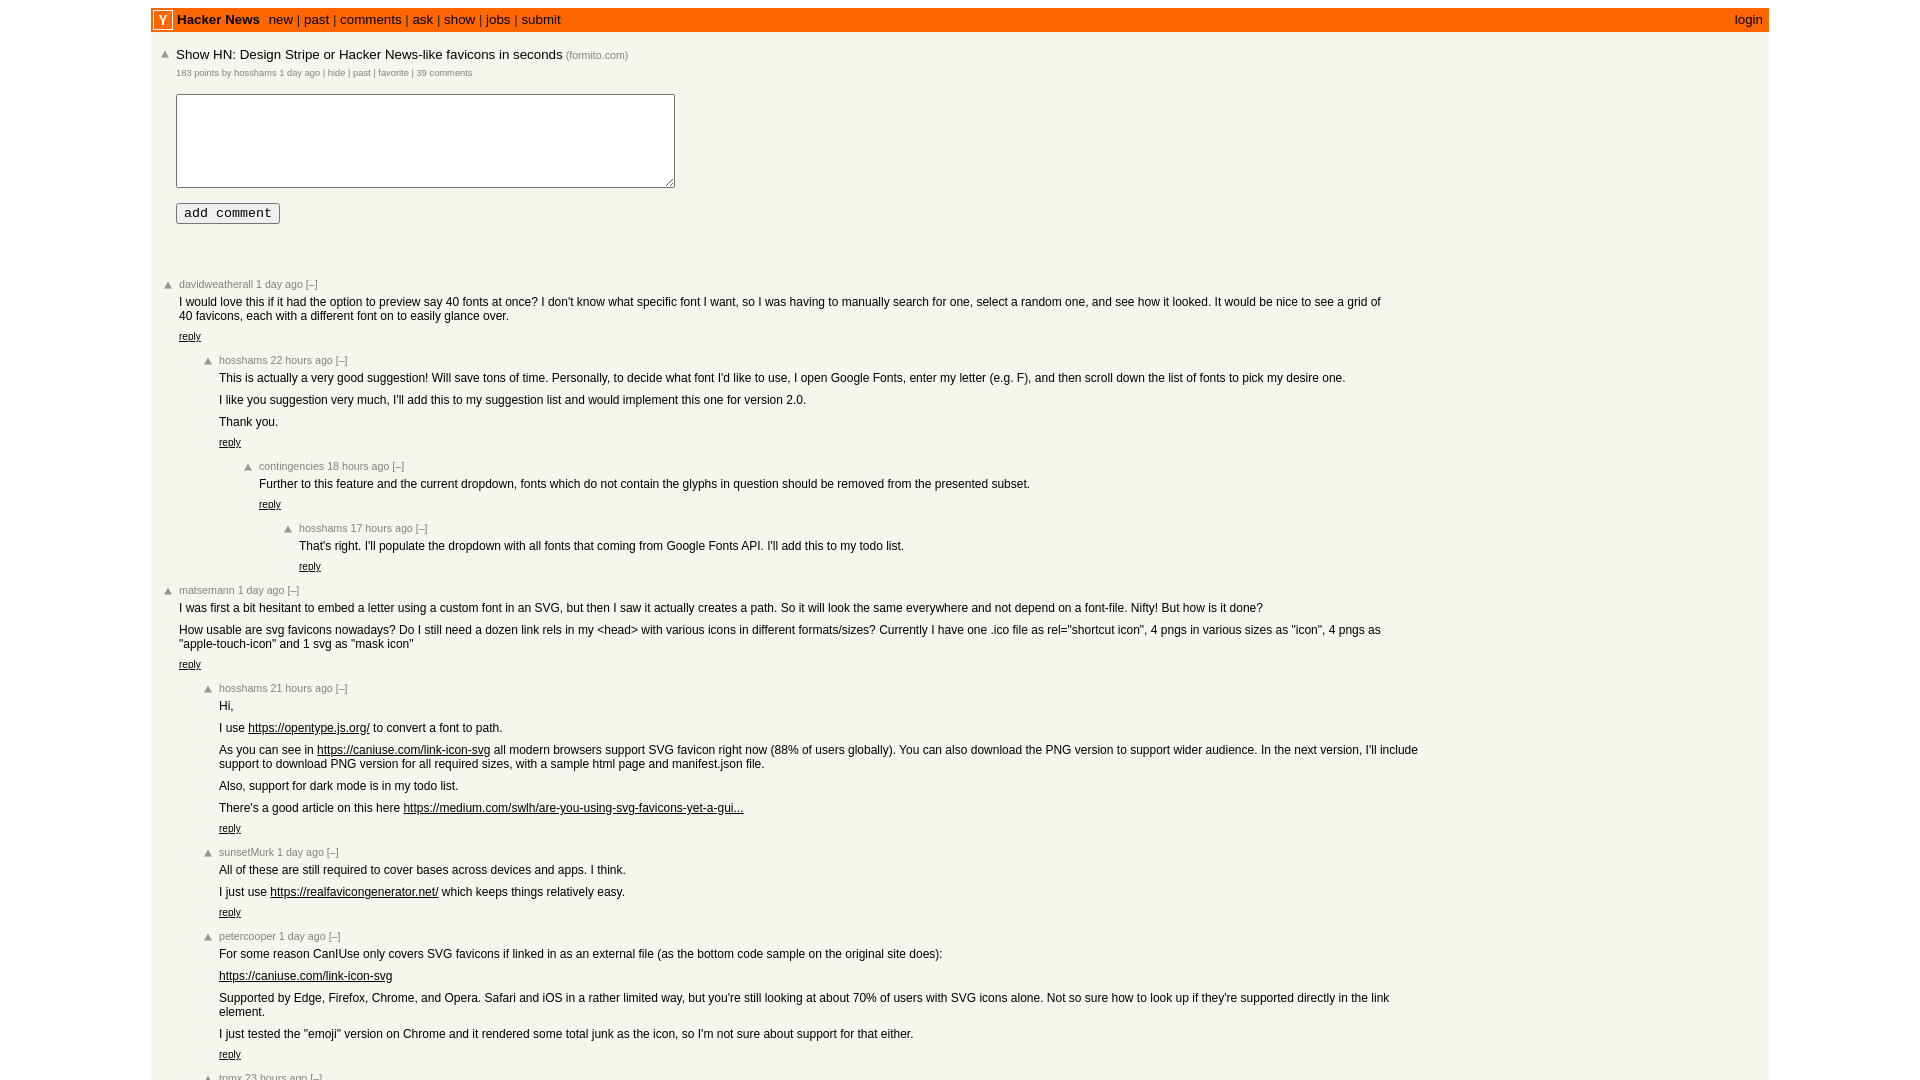 Y Hacker News new | past | comments | ask | show | jobs | submit login
Show HN: Design Stripe or Hacker News-like favicons in seconds (formito.com)
183 points by hosshams 1 day ago | hide | past | favorite | 39 comments
add comment
davidweatherall 1 day ago [–]
I would love this if it had the option to preview say 40 fonts at once? I don't know what specific font I want, so I was having to manually search for one, select a random one, and see how it looked. It would be nice to see a grid of
40 favicons, each with a different font on to easily glance over.
reply
hosshams 22 hours ago [–]
This is actually a very good suggestion! Will save tons of time. Personally, to decide what font I'd like to use, I open Google Fonts, enter my letter (e.g. F), and then scroll down the list of fonts to pick my desire one.
I like you suggestion very much, I'll add this to my suggestion list and would implement this one for version 2.0.
Thank you.
reply
contingencies 18 hours ago [–]
Further to this feature and the current dropdown, fonts which do not contain the glyphs in question should be removed from the presented subset.
reply
hosshams 17 hours ago [–]
That's right. I'll populate the dropdown with all fonts that coming from Google Fonts API. I'll add this to my todo list.
reply
matsemann 1 day ago [–]
I was first a bit hesitant to embed a letter using a custom font in an SVG, but then I saw it actually creates a path. So it will look the same everywhere and not depend on a font-file. Nifty! But how is it done?
How usable are svg favicons nowadays? Do I still need a dozen link rels in my <head> with various icons in different formats/sizes? Currently I have one .ico file as rel="shortcut icon", 4 pngs in various sizes as "icon", 4 pngs as
"apple-touch-icon" and 1 svg as "mask icon"
reply
hosshams 21 hours ago [–]
Hi,
I use https://opentype.js.org/ to convert a font to path.
As you can see in https://caniuse.com/link-icon-svg all modern browsers support SVG favicon right now (88% of users globally). You can also download the PNG version to support wider audience. In the next version, I'll include
support to download PNG version for all required sizes, with a sample html page and manifest.json file.
Also, support for dark mode is in my todo list.
There's a good article on this here https://medium.com/swlh/are-you-using-svg-favicons-yet-a-gui...
reply
sunsetMurk 1 day ago [–]
All of these are still required to cover bases across devices and apps. I think.
I just use https://realfavicongenerator.net/ which keeps things relatively easy.
reply
petercooper 1 day ago [–]
For some reason CanIUse only covers SVG favicons if linked in as an external file (as the bottom code sample on the original site does):
https://caniuse.com/link-icon-svg
Supported by Edge, Firefox, Chrome, and Opera. Safari and iOS in a rather limited way, but you're still looking at about 70% of users with SVG icons alone. Not so sure how to look up if they're supported directly in the link
element.
I just tested the "emoji" version on Chrome and it rendered some total junk as the icon, so I'm not sure about support for that either.
reply
tnmx 23 hours ago [–]